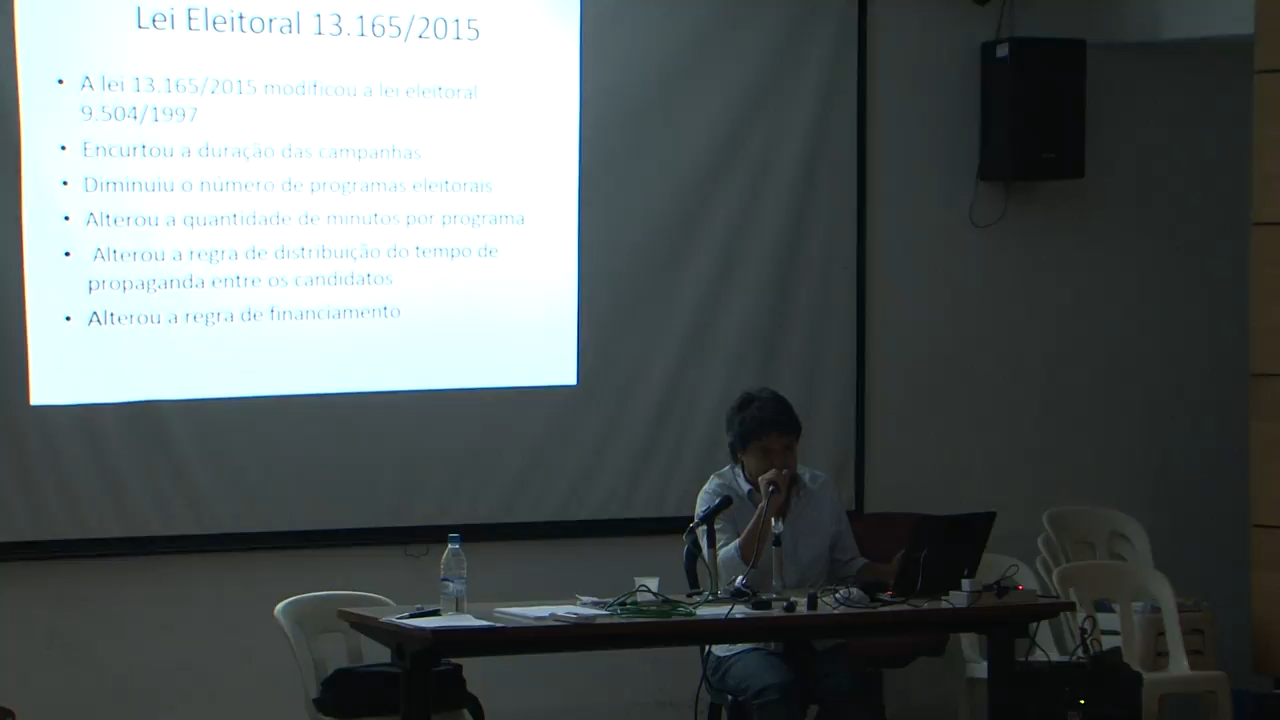 Lei Eleitoral 13.165/2015
• A lei 13.165/2015 modificou a lei eleitoral
9.504/1997
• Encurtou a duração das campanhas
• Diminuiu o número de programas eleitorais
• Alterou a quantidade de minutos por programa
• Alterou a regra de distribuição do tempo de
propaganda entre os candidatos
• Alterou a regra de financiamento